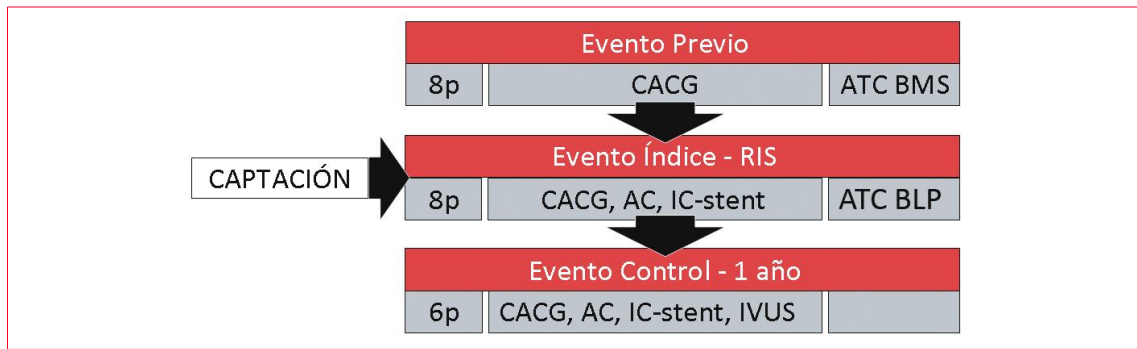 Evento Previo
8p CACG ATC BMS
CAPTACIÓN
Evento Índice - RIS
8p CACG, AC, IC-stent ATC BLP
Evento Control - 1 año
6p CACG, AC, IC-stent, IVUS